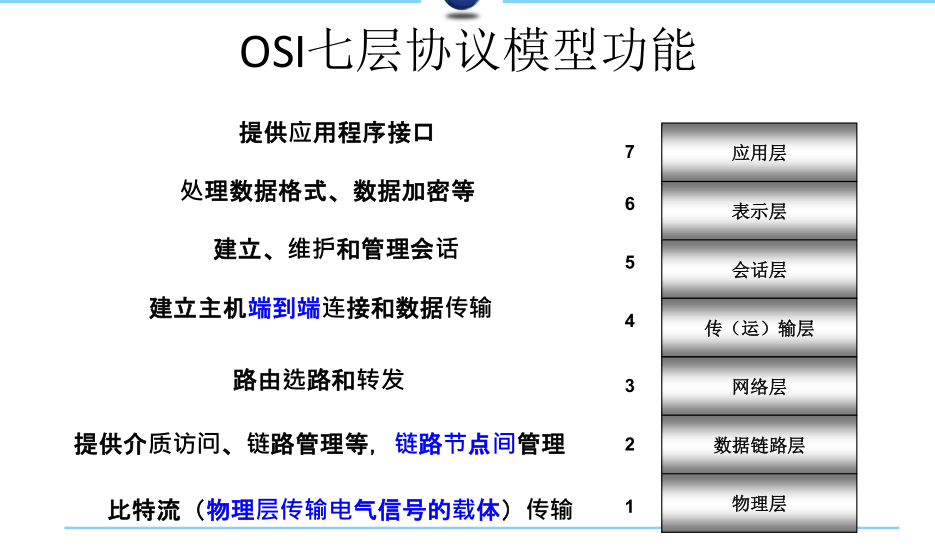 OSI七层协议模型功能
提供应用程序接口
7
应用层
处理数据格式、数据加密等
6
表示层
建立、维护和管理会话
5
会话层
建立主机端到端连接和数据传输
4
传（运）输层
路由选路和转发
3
网络层
提供介质访问、链路管理等，链路节点间管理
2
数据链路层
比特流（物理层传输电气信号的载体）传输
1
物理层